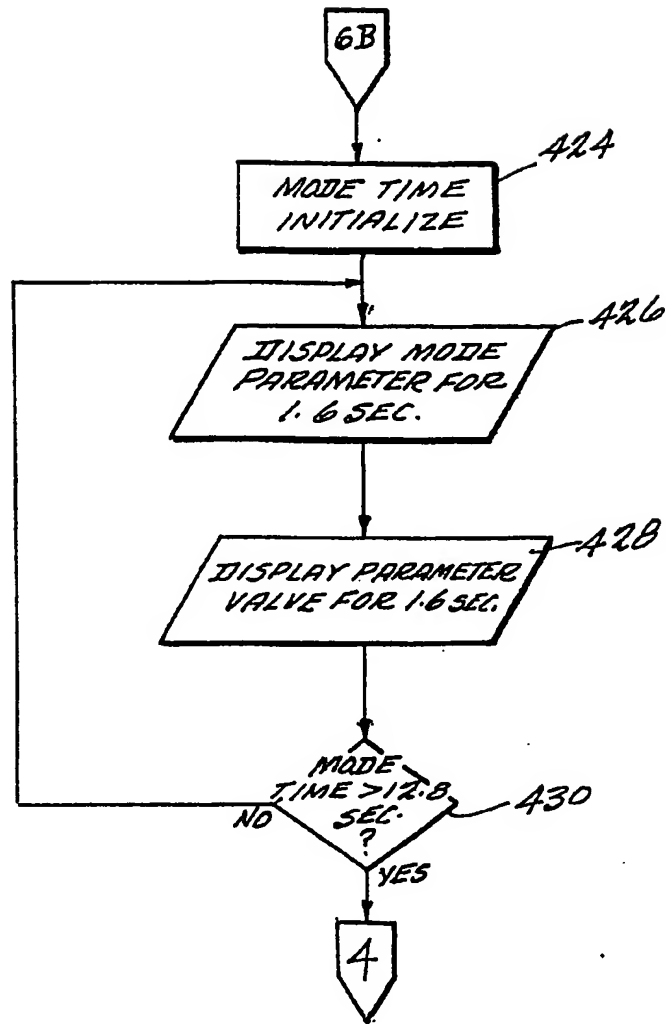 6B
424
MODE TIME
INITIALIZE
426
DISPLAY MODE
PARAMETER FOR
1.6 SEC.
428
DISPLAY PARAMETER
VALVE FOR 1.6 SEC.
MODE
TIME >12.8
SEC.
?
430
NO
YES
4